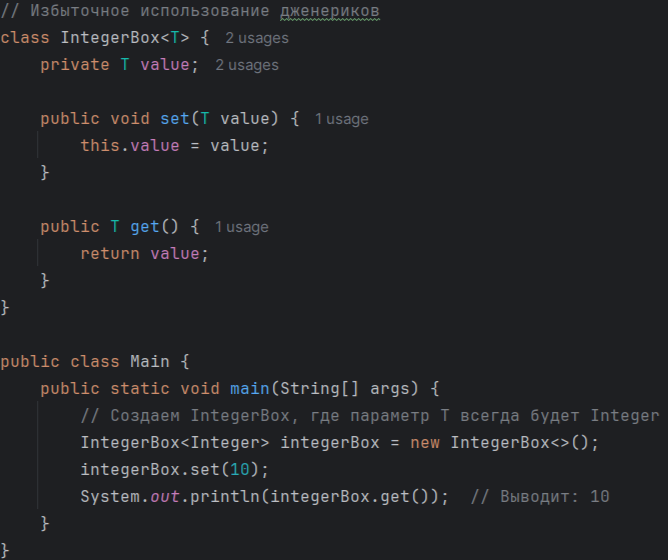 // Избыточное использование дженериков
class IntegerBox<T> {  2 usages
    private T value;  2 usages

    public void set(T value) {  1 usage
        this.value = value;
    }

    public T get() {  1 usage
        return value;
    }
}

public class Main {
    public static void main(String[] args) {
        // Создаем IntegerBox, где параметр T всегда будет Integer
        IntegerBox<Integer> integerBox = new IntegerBox<>();
        integerBox.set(10);
        System.out.println(integerBox.get());  // Выводит: 10
    }
}